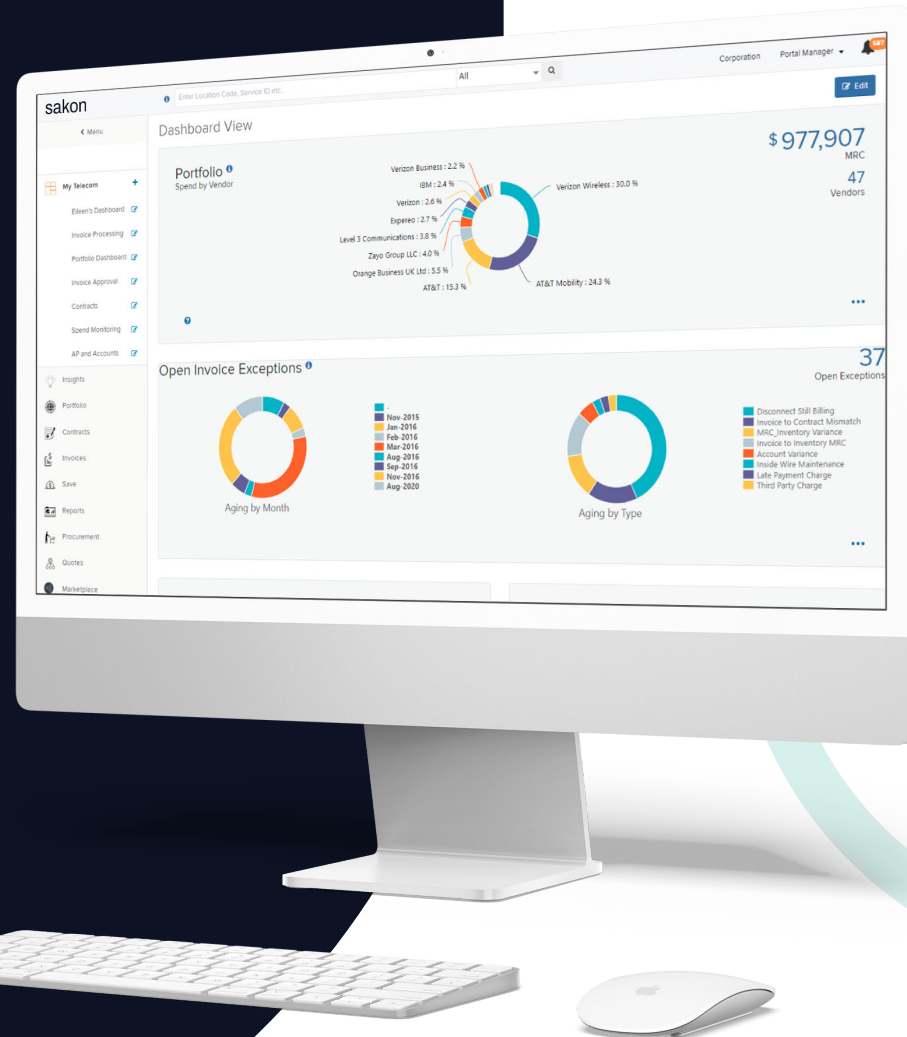 sakon
Enter Location Code, Service ID etc.
All
Corporation
Portal Manager
Edit
Menu
Dashboard View
My Telecom
Eileen's Dashboard
Invoice Processing
Portfolio Dashboard
Invoice Approval
Contracts
Spend Monitoring
AP and Accounts
Insights
Portfolio
Contracts
Invoices
Save
Reports
Procurement
Quotes
Marketplace
Portfolio
Spend by Vendor
Verizon Business : 2.2 %
IBM : 2.4 %
Verizon : 2.6 %
Expereo : 2.7 %
Level 3 Communications : 3.8 %
Zayo Group LLC : 4.0 %
Orange Business UK Ltd : 5.5 %
AT&T : 15.3 %
Verizon Wireless : 30.0 %
AT&T Mobility : 24.3 %
$ 977,907
MRC
47
Vendors
Open Invoice Exceptions
37
Open Exceptions
-
Nov-2015
Jan-2016
Feb-2016
Mar-2016
Aug-2016
Sep-2016
Nov-2016
Aug-2020
Aging by Month
Disconnect Still Billing
Invoice to Contract Mismatch
MRC_Inventory Variance
Invoice to Inventory MRC
Account Variance
Inside Wire Maintenance
Late Payment Charge
Third Party Charge
Aging by Type